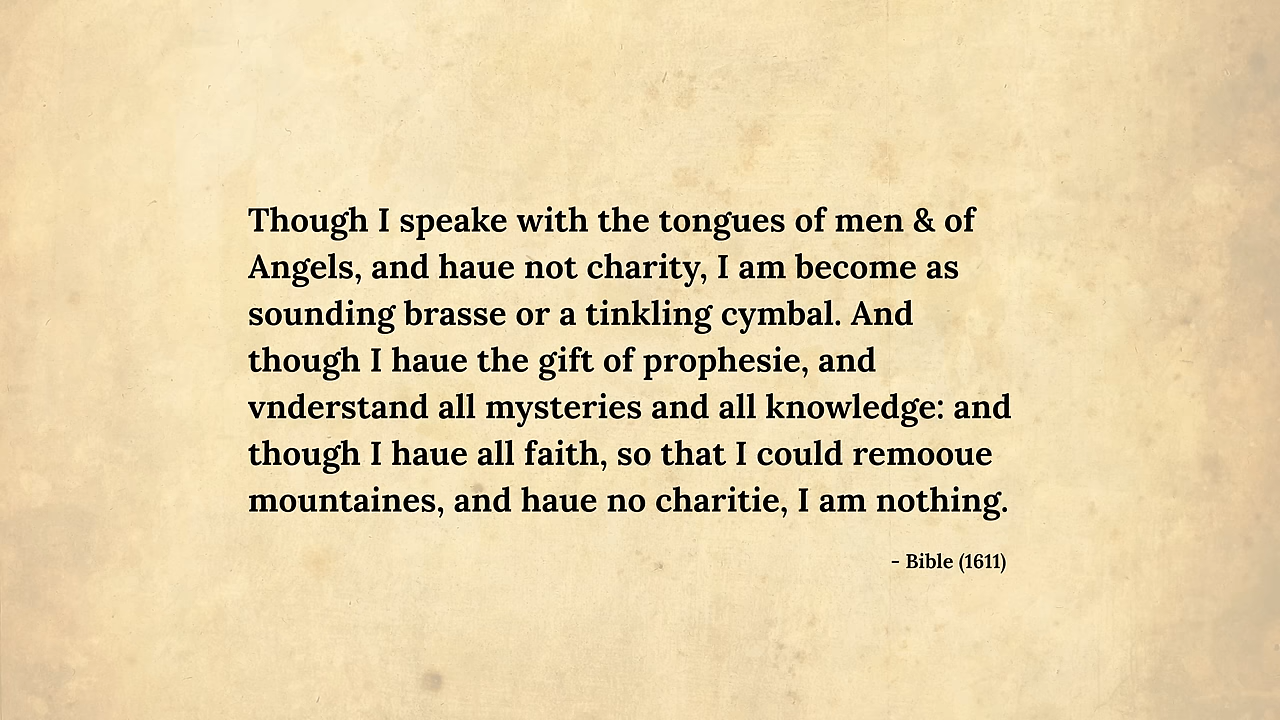 Though I speake with the tongues of men & of
Angels, and haue not charity, I am become as
sounding brasse or a tinkling cymbal. And
though I haue the gift of prophesie, and
vnderstand all mysteries and all knowledge: and
though I haue all faith, so that I could remooue
mountaines, and haue no charitie, I am nothing.
- Bible (1611)